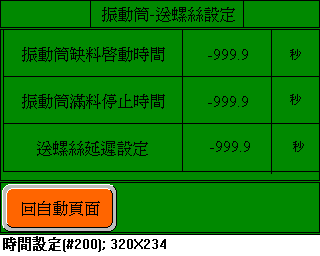 振動筒-送螺絲設定
振動筒缺料啓動時間 -999.9 秒
振動筒滿料停止時間 -999.9 秒
送螺絲延遲設定 -999.9 秒
回自動頁面
時間設定(#200); 320X234